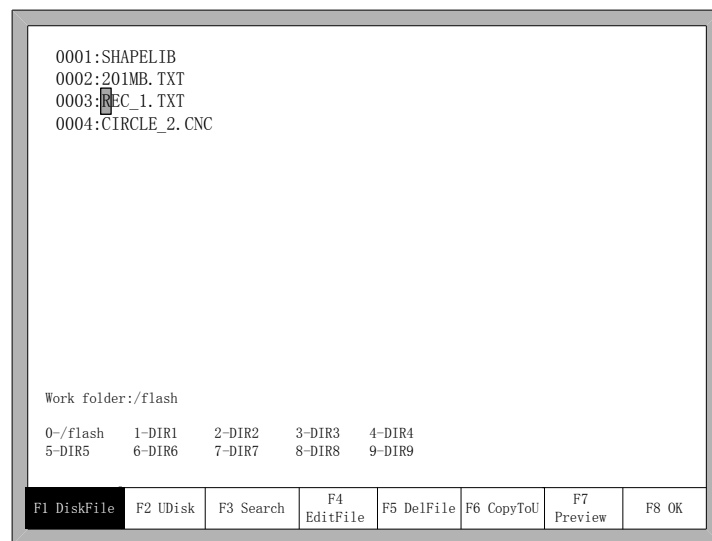 0001:SHAPELIB
0002:201MB.TXT
0003:REC_1.TXT
0004:CIRCLE_2.CNC
Work folder:/flash
0-/flash 1-DIR1 2-DIR2 3-DIR3 4-DIR4
5-DIR5 6-DIR6 7-DIR7 8-DIR8 9-DIR9
F1 DiskFile F2 UDisk F3 Search F4 EditFile F5 DelFile F6 CopyToU F7 Preview F8 OK